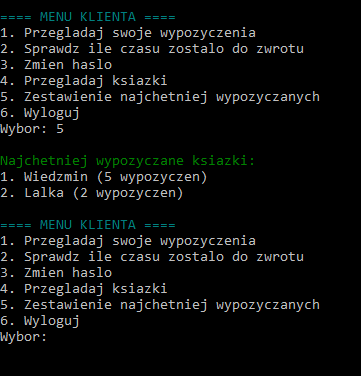 ==== MENU KLIENTA ====
1. Przegladaj swoje wypozyczenia
2. Sprawdz ile czasu zostalo do zwrotu
3. Zmien haslo
4. Przegladaj ksiazki
5. Zestawienie najchetniej wypozyczanych
6. Wyloguj
Wybor: 5
Najchetniej wypozyczane ksiazki:
1. Wiedzmin (5 wypozyczen)
2. Lalka (2 wypozyczen)
==== MENU KLIENTA ====
1. Przegladaj swoje wypozyczenia
2. Sprawdz ile czasu zostalo do zwrotu
3. Zmien haslo
4. Przegladaj ksiazki
5. Zestawienie najchetniej wypozyczanych
6. Wyloguj
Wybor: